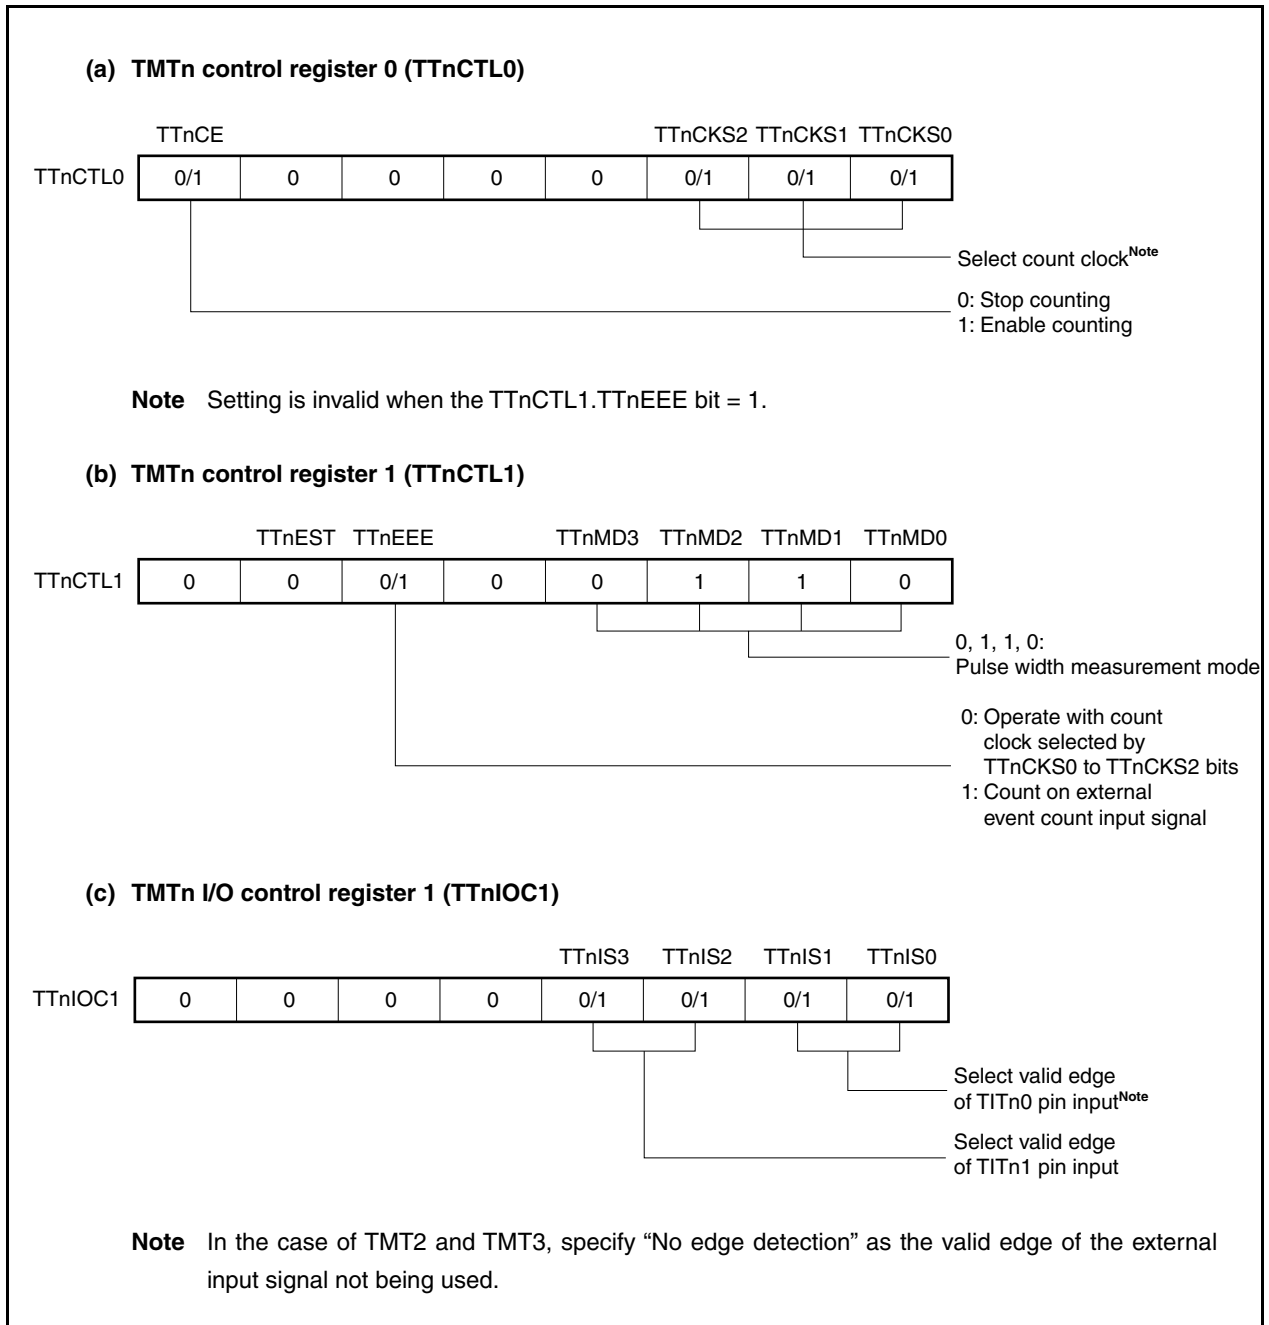 (a) TMTn control register 0 (TTnCTL0)
TTnCE TTnCKS2 TTnCKS1 TTnCKS0
TTnCTL0 0/1 0 0 0 0 0/1 0/1 0/1
Select count clockNote
0: Stop counting
1: Enable counting
Note Setting is invalid when the TTnCTL1.TTnEEE bit = 1.
(b) TMTn control register 1 (TTnCTL1)
TTnEST TTnEEE TTnMD3 TTnMD2 TTnMD1 TTnMD0
TTnCTL1 0 0 0/1 0 0 1 1 0
0, 1, 1, 0:
Pulse width measurement mode
0: Operate with count
clock selected by
TTnCKS0 to TTnCKS2 bits
1: Count on external
event count input signal
(c) TMTn I/O control register 1 (TTnIOC1)
TTnIS3 TTnIS2 TTnIS1 TTnIS0
TTnIOC1 0 0 0 0 0/1 0/1 0/1 0/1
Select valid edge
of TITn0 pin inputNote
Select valid edge
of TITn1 pin input
Note In the case of TMT2 and TMT3, specify “No edge detection” as the valid edge of the external
input signal not being used.